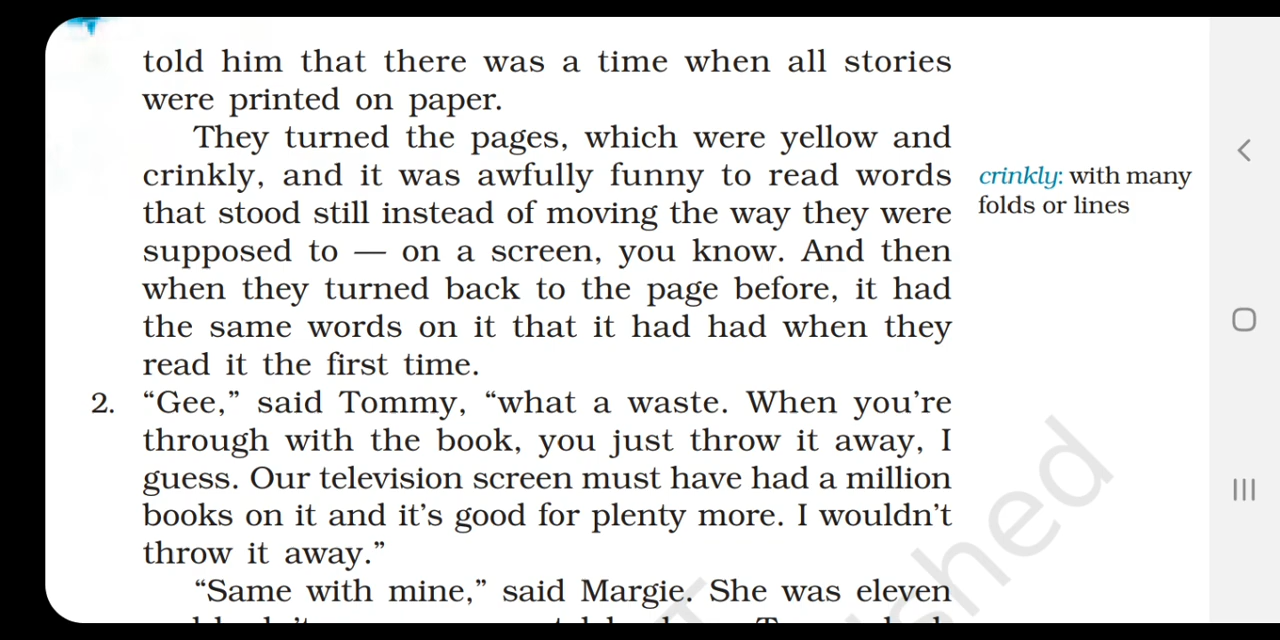 told him that there was a time when all stories
were printed on paper.
They turned the pages, which were yellow and
crinkly, and it was awfully funny to read words
that stood still instead of moving the way they were
supposed to — on a screen, you know. And then
when they turned back to the page before, it had
the same words on it that it had had when they
read it the first time.
crinkly: with many
folds or lines
2. “Gee,” said Tommy, “what a waste. When you’re
through with the book, you just throw it away, I
guess. Our television screen must have had a million
books on it and it’s good for plenty more. I wouldn’t
throw it away.”
“Same with mine,” said Margie. She was eleven